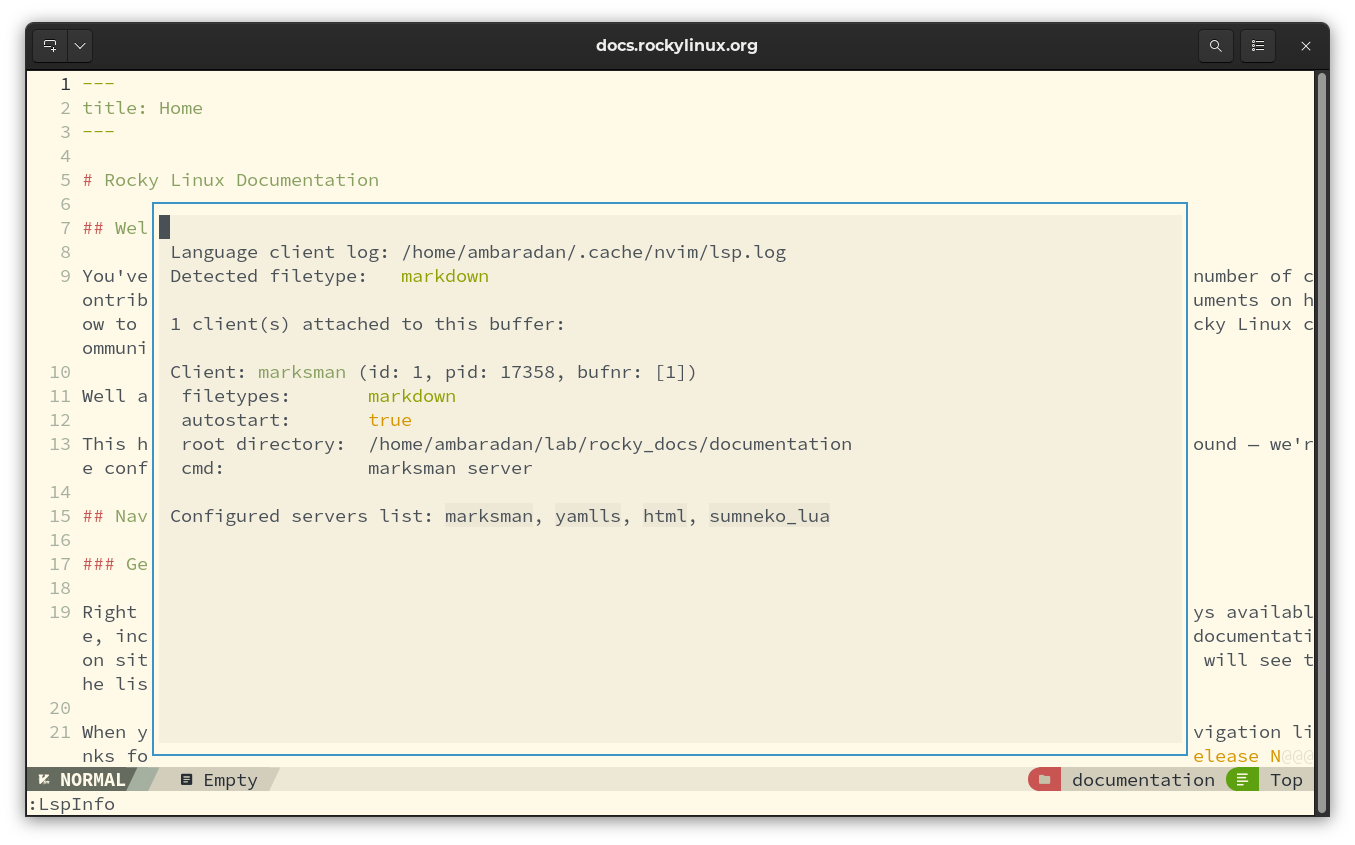 docs.rockylinux.org
1 ---
2 title: Home
3 ---
4
5 # Rocky Linux Documentation
6
7 ## Wel
8
9 You've number of c
ontrib uments on h
ow to cky Linux c
ommuni
10
11 Well a
12
13 This h ound — we'r
e conf
14
15 ## Nav
16
17 ### Ge
18
19 Right ys availabl
e, inc documentati
on sit will see t
he lis
20
21 When y vigation li
nks fo elease N@@@
Language client log: /home/ambaradan/.cache/nvim/lsp.log
Detected filetype: markdown
1 client(s) attached to this buffer:
Client: marksman (id: 1, pid: 17358, bufnr: [1])
filetypes: markdown
autostart: true
root directory: /home/ambaradan/lab/rocky_docs/documentation
cmd: marksman server
Configured servers list: marksman, yamlls, html, sumneko_lua
NORMAL Empty documentation Top
:LspInfo